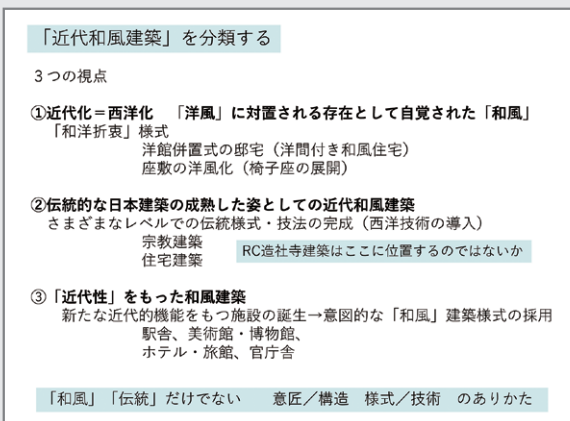 「近代和風建築」を分類する
３つの視点
①近代化＝西洋化　「洋風」に対置される存在として自覚された「和風」
「和洋折衷」様式
洋館併置式の邸宅（洋間付き和風住宅）
座敷の洋風化（椅子座の展開）
②伝統的な日本建築の成熟した姿としての近代和風建築
さまざまなレベルでの伝統様式・技法の完成（西洋技術の導入）
宗教建築
住宅建築
RC造社寺建築はここに位置するのではないか
③「近代性」をもった和風建築
新たな近代的機能をもつ施設の誕生→意図的な「和風」建築様式の採用
駅舎、美術館・博物館、
ホテル・旅館、官庁舎
「和風」「伝統」だけでない　　意匠／構造　様式／技術　のありかた